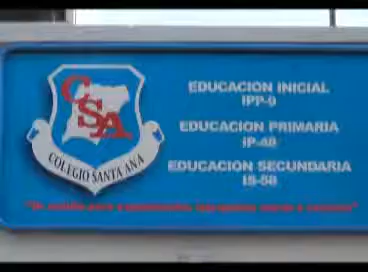 CSA
COLEGIO SANTA ANA
EDUCACION INICIAL
IPP-9
EDUCACION PRIMARIA
IP-48
EDUCACION SECUNDARIA
IS-58